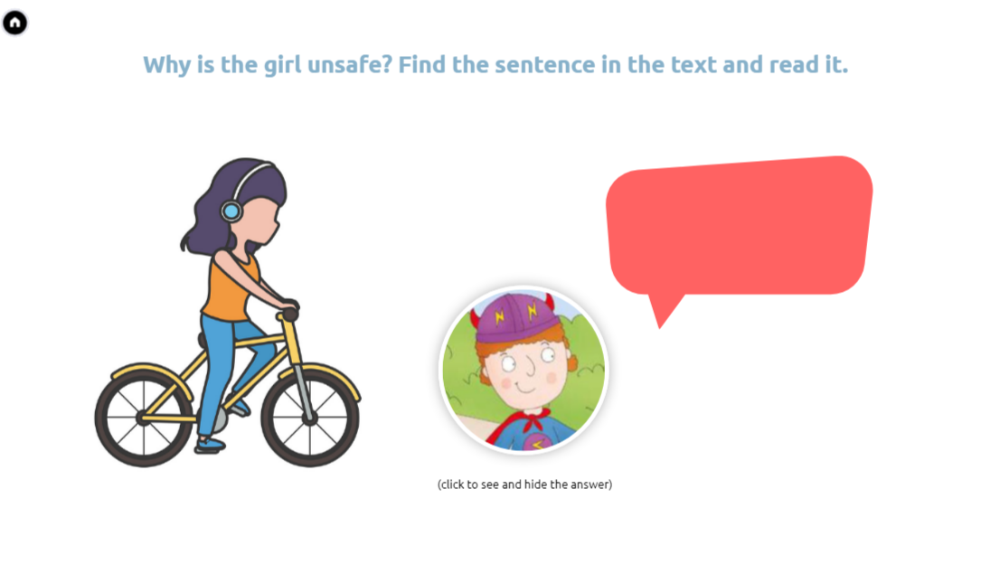 Why is the girl unsafe? Find the sentence in the text and read it.
(click to see and hide the answer)